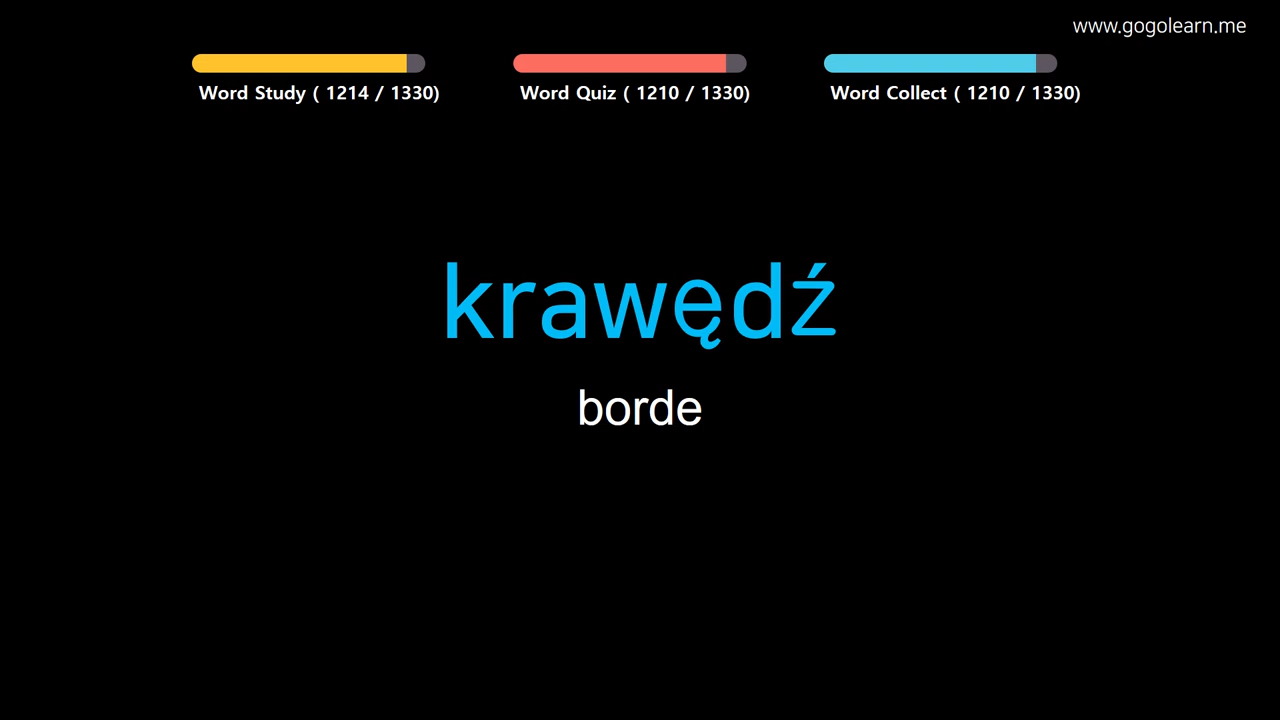 www.gogolearn.me
Word Study ( 1214 / 1330)
Word Quiz ( 1210 / 1330)
Word Collect ( 1210 / 1330)
krawędź
borde